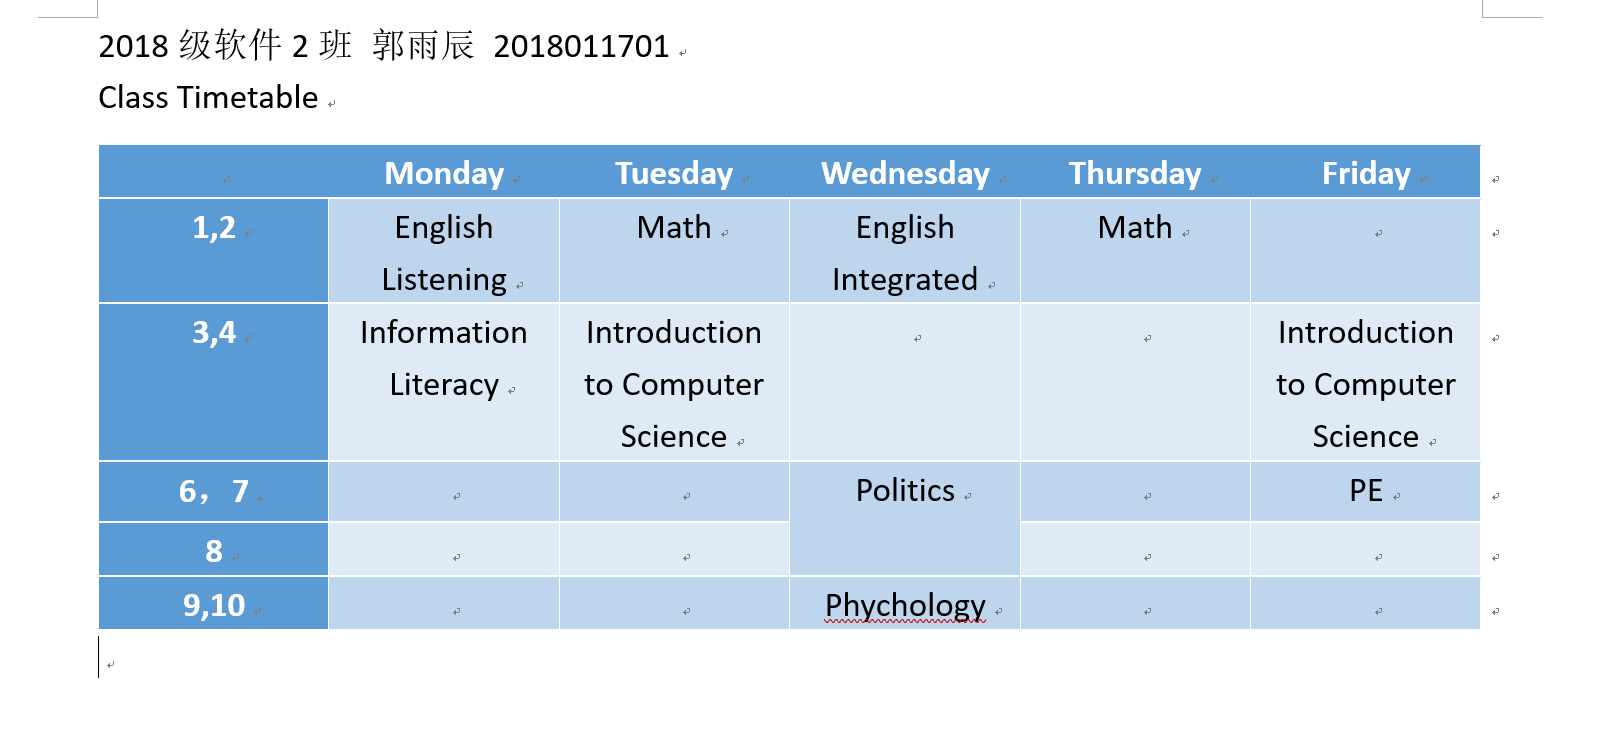 2018 级软件 2 班 郭雨辰 2018011701
Class Timetable
Monday Tuesday Wednesday Thursday Friday
1,2 English Math English Math
Listening Integrated
3,4 Information Introduction Introduction
Literacy to Computer to Computer
Science Science
6，7 Politics PE
8
9,10 Phychology